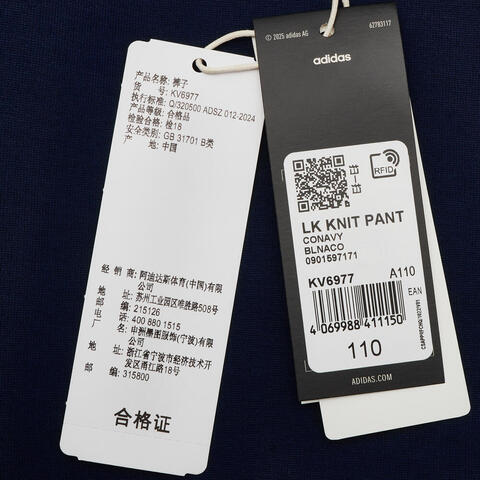 产品名称: 裤子
货 号: KV6977
执行标准: Q/320500 ADSZ 012-2024
产品等级: 合格品
检验合格: 检18
安全类别: GB 31701 B类
产 地: 中国
经 销 商: 阿迪达斯体育(中国)有限
公司
地 址: 苏州工业园区唯胜路508号
邮 编: 215126
电 话: 400 880 1515
厂 名: 申洲墨图服饰(宁波)有限
公司
地 址: 浙江省宁波市经济技术开
发区甬江路18号
邮 编: 315800
合格证
© 2025 adidas AG
62783117
adidas
RFID
LK KNIT PANT
CONAVY
BLNACO
0901597171
KV6977 A110
EAN
4 069988 411150
110
ADIDAS.COM